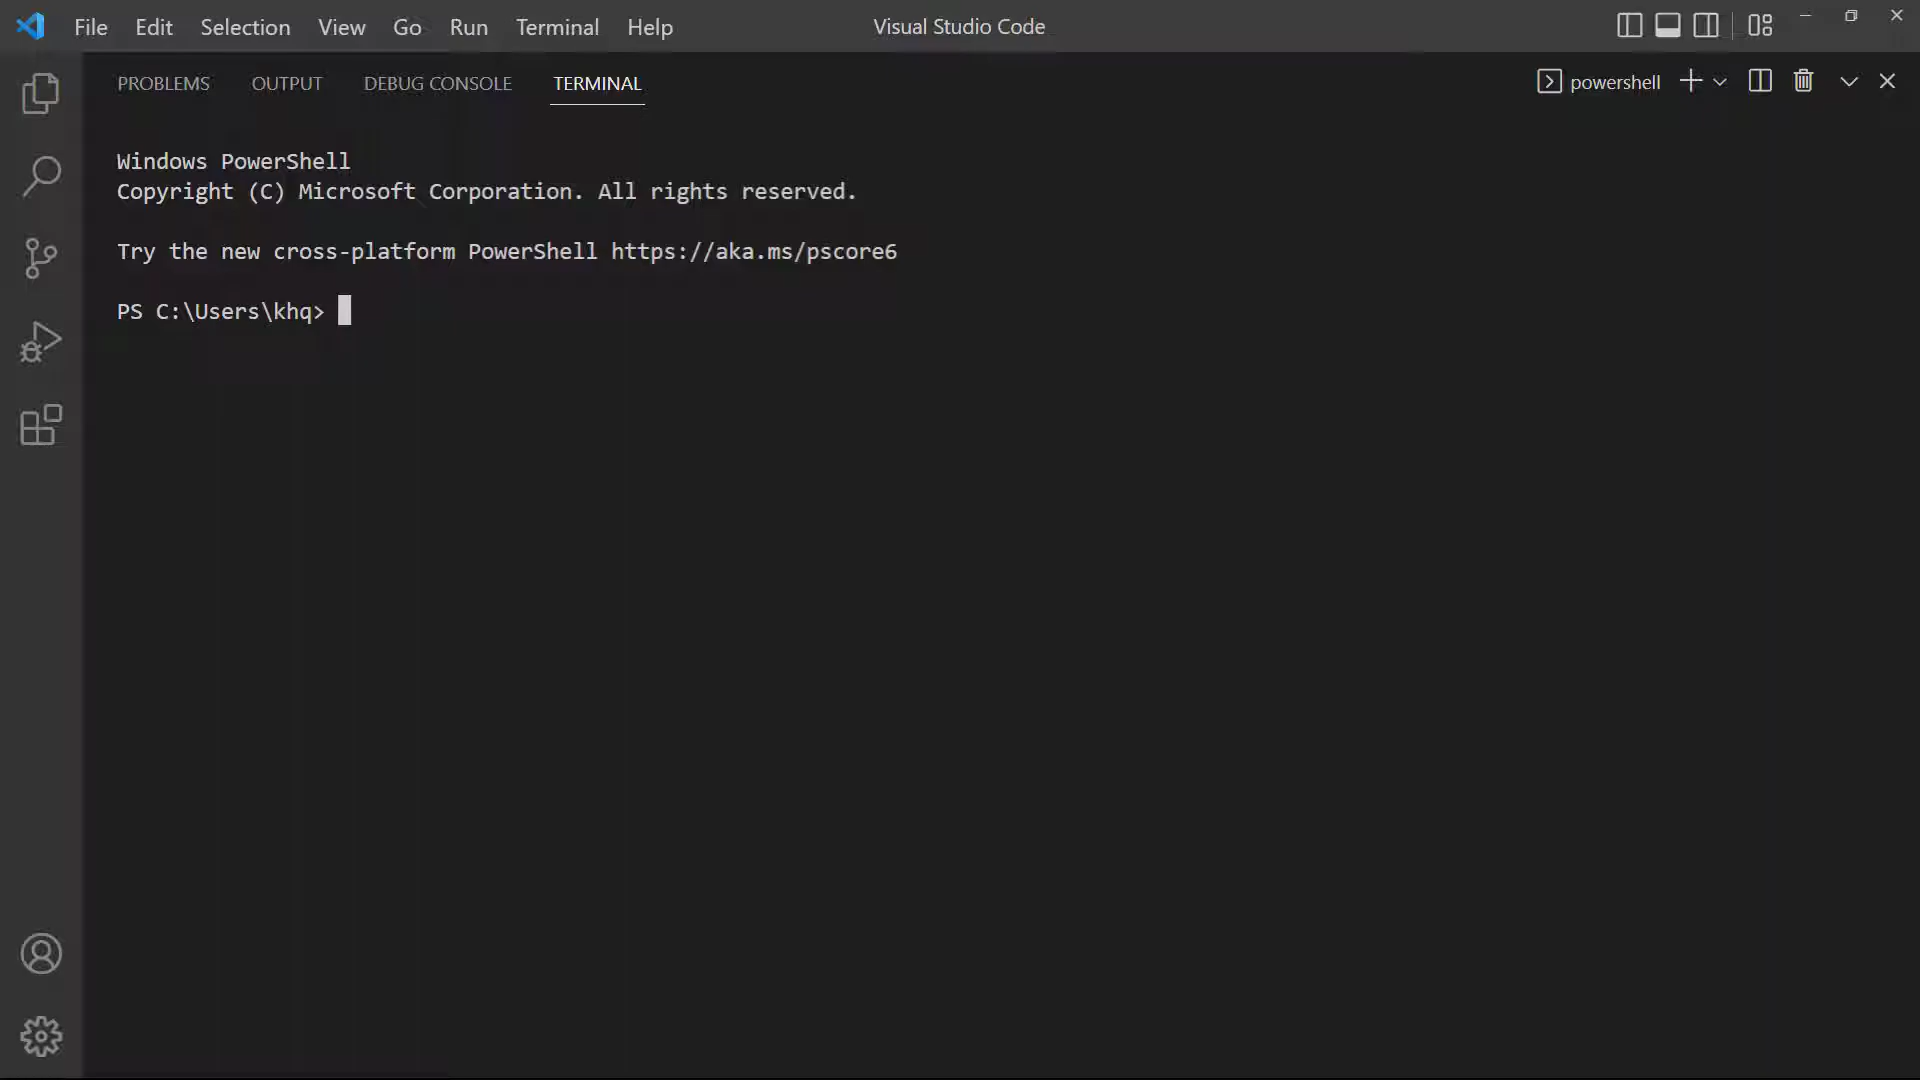 File Edit Selection View Go Run Terminal Help Visual Studio Code
PROBLEMS OUTPUT DEBUG CONSOLE TERMINAL powershell
Windows PowerShell
Copyright (C) Microsoft Corporation. All rights reserved.
Try the new cross-platform PowerShell https://aka.ms/pscore6
PS C:\Users\khq>